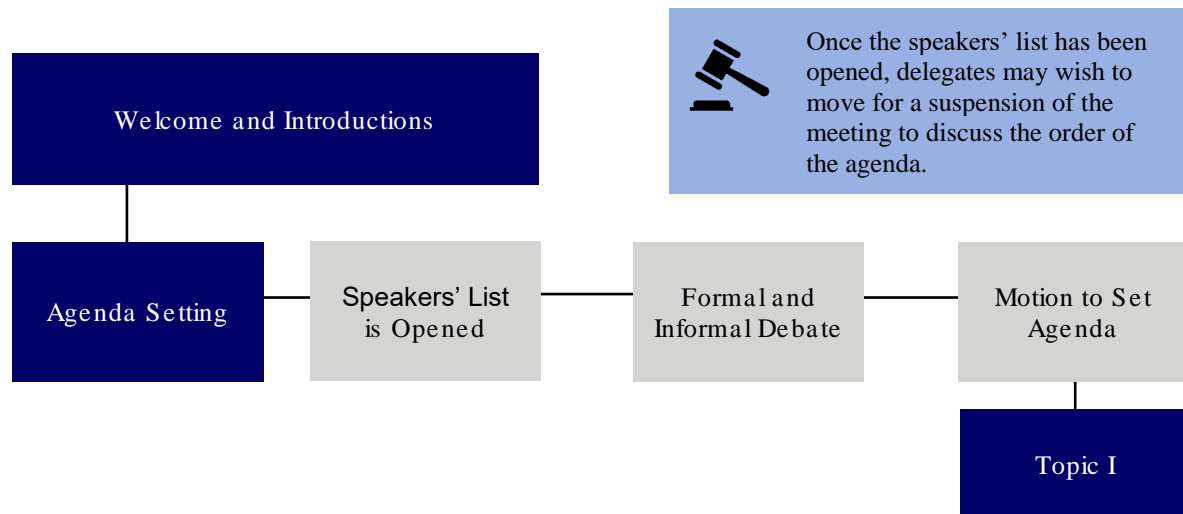 Once the speakers’ list has been
opened, delegates may wish to
move for a suspension of the
meeting to discuss the order of
the agenda.
Welcome and Introductions
Agenda Setting
Speakers’ List
is Opened
Formal and
Informal Debate
Motion to Set
Agenda
Topic I